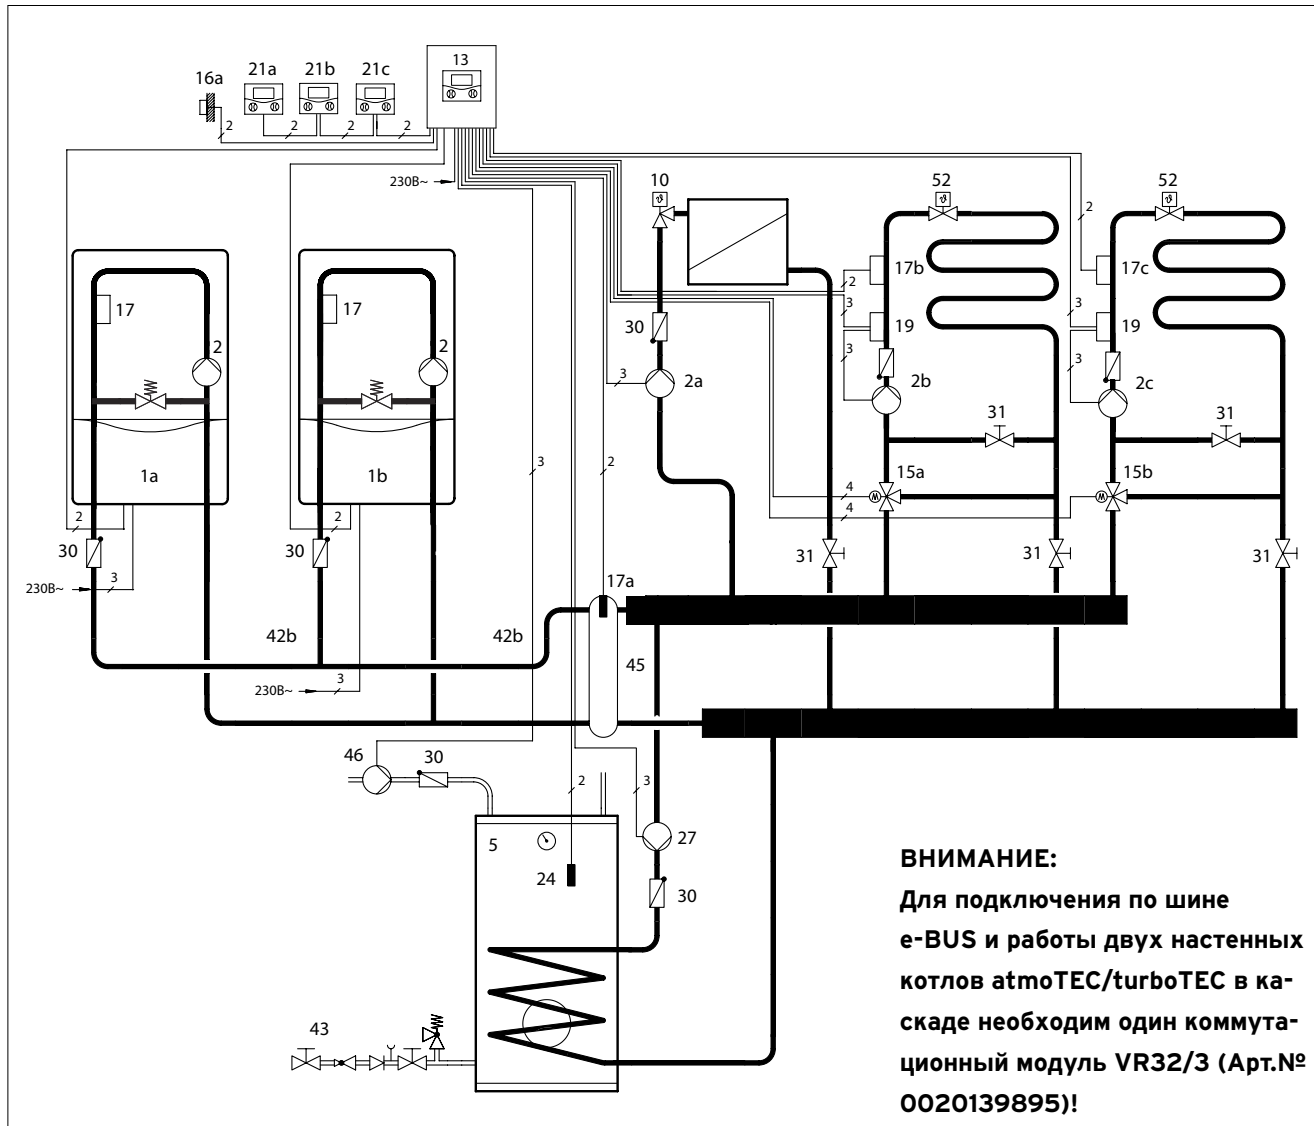 16a
21a
21b
21c
13
2
2
2
2
230В~
10
52
52
2
17
17
17b
17c
2
3
3
30
19
19
3
3
2
2
3
2a
2b
2c
31
31
1a
1b
3
2
15a
15b
4
4
2
2
30
30
31
31
31
230В~
3
17a
42b
42b
45
230В~
3
46
30
2
3
5
27
24
30
43
ВНИМАНИЕ:
Для подключения по шине
e-BUS и работы двух настенных
котлов atmoTEC/turboTEC в ка-
скаде необходим один коммута-
ционный модуль VR32/3 (Арт.№
0020139895)!